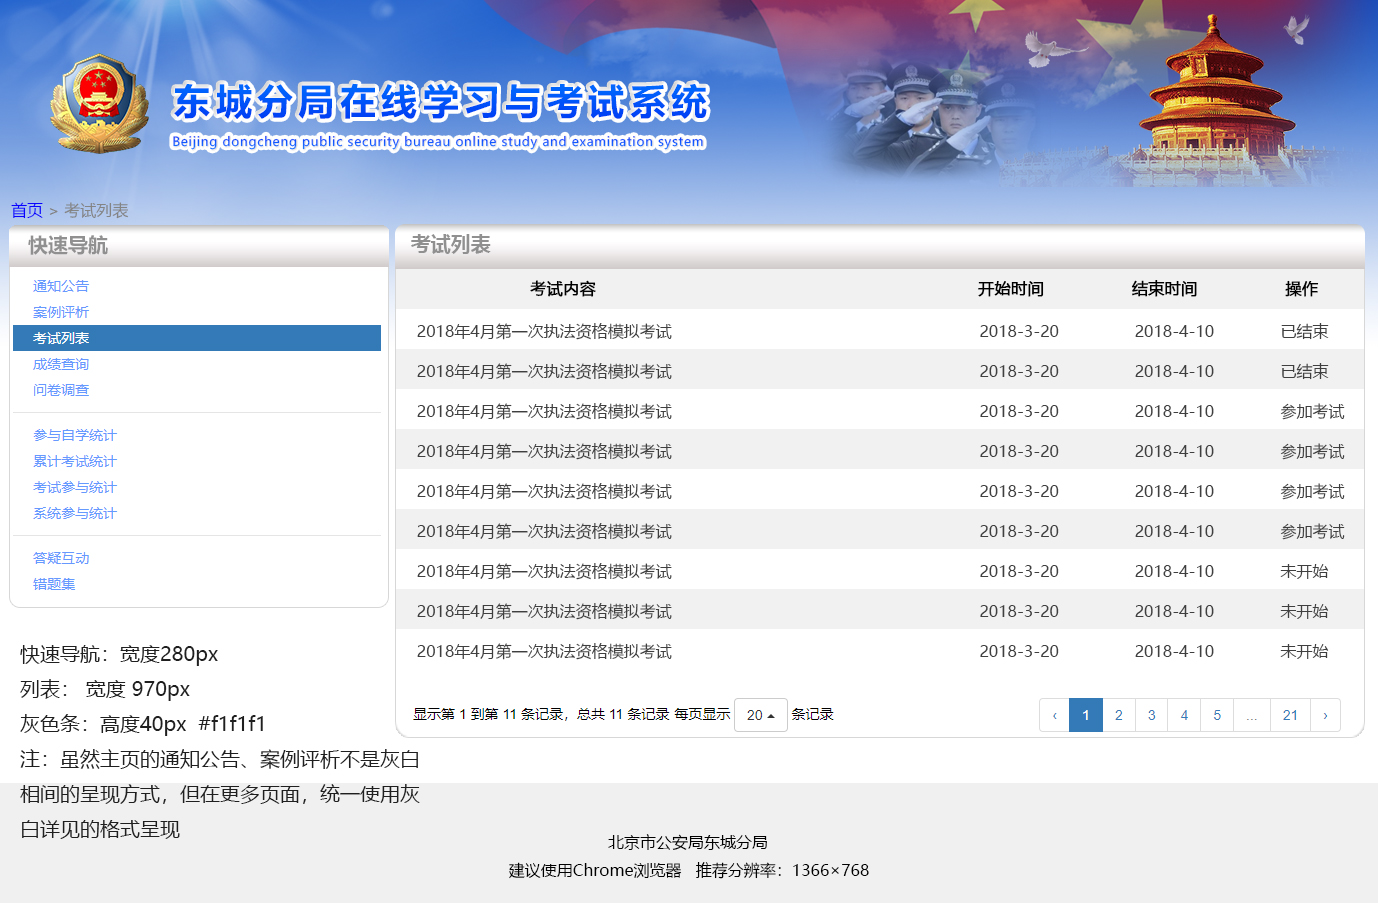 东城分局在线学习与考试系统
Beijing dongcheng public security bureau online study and examination system
首页 > 考试列表
快速导航
通知公告
案例评析
考试列表
成绩查询
问卷调查
参与自学统计
累计考试统计
考试参与统计
系统参与统计
答疑互动
错题集
考试列表
考试内容 开始时间 结束时间 操作
2018年4月第一次执法资格模拟考试 2018-3-20 2018-4-10 已结束
2018年4月第一次执法资格模拟考试 2018-3-20 2018-4-10 已结束
2018年4月第一次执法资格模拟考试 2018-3-20 2018-4-10 参加考试
2018年4月第一次执法资格模拟考试 2018-3-20 2018-4-10 参加考试
2018年4月第一次执法资格模拟考试 2018-3-20 2018-4-10 参加考试
2018年4月第一次执法资格模拟考试 2018-3-20 2018-4-10 参加考试
2018年4月第一次执法资格模拟考试 2018-3-20 2018-4-10 未开始
2018年4月第一次执法资格模拟考试 2018-3-20 2018-4-10 未开始
2018年4月第一次执法资格模拟考试 2018-3-20 2018-4-10 未开始
显示第 1 到第 11 条记录，总共 11 条记录 每页显示 20 条记录
‹ 1 2 3 4 5 ... 21 ›
快速导航：宽度280px
列表： 宽度 970px
灰色条：高度40px #f1f1f1
注：虽然主页的通知公告、案例评析不是灰白
相间的呈现方式，但在更多页面，统一使用灰
白详见的格式呈现
北京市公安局东城分局
建议使用Chrome浏览器 推荐分辨率：1366×768